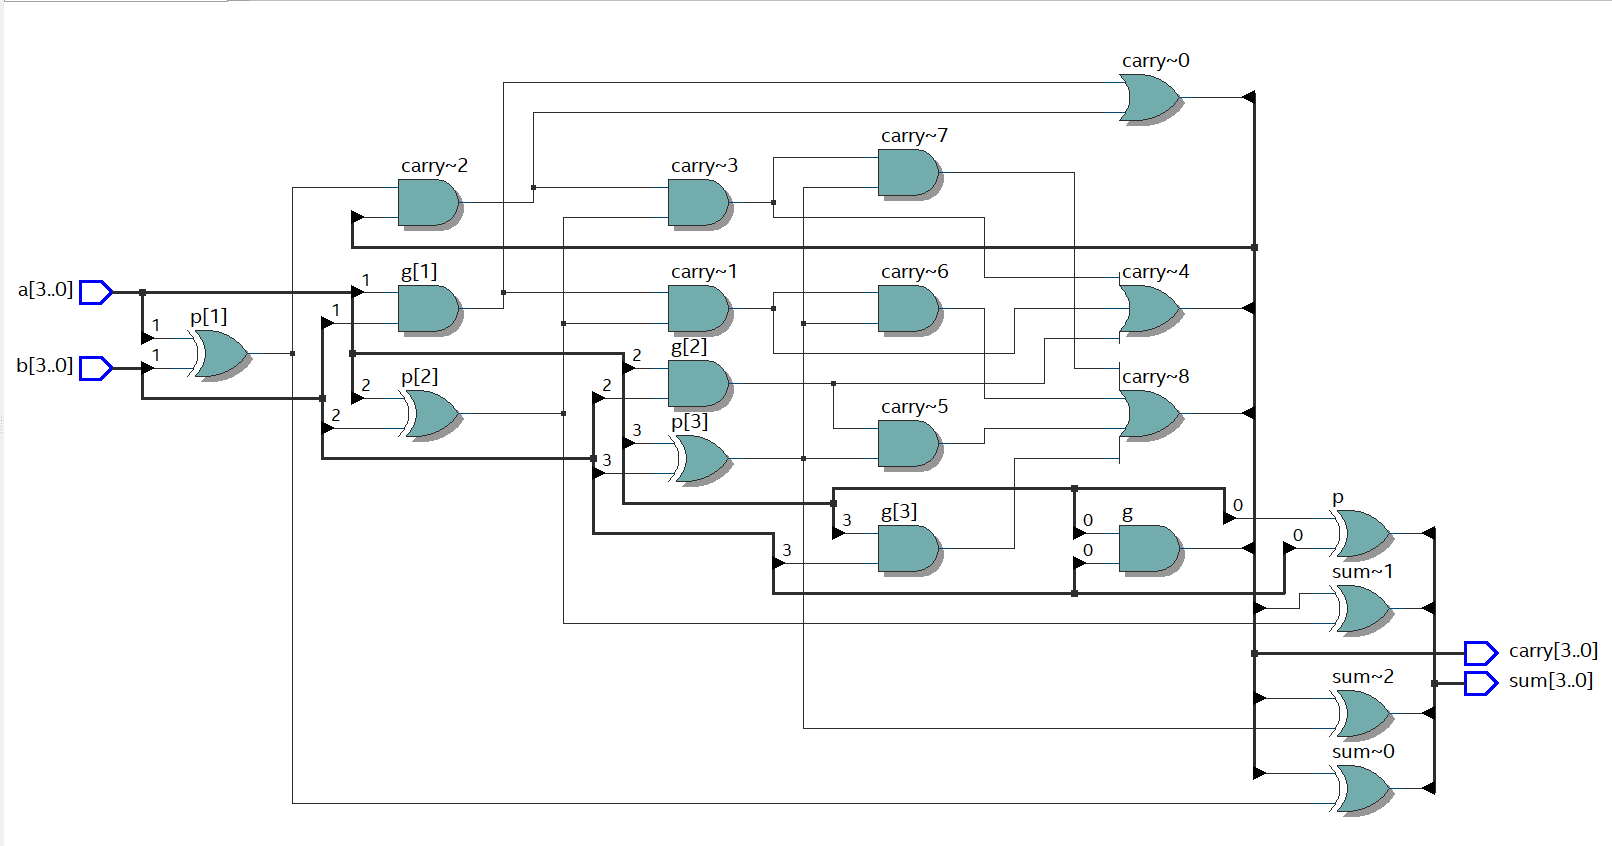 carry~0
carry~7
carry~2
carry~3
g[1]
carry~1
carry~6
carry~4
a[3..0]
1
1
p[1]
1
1
b[3..0]
g[2]
2
p[2]
2
2
carry~8
2
carry~5
p[3]
3
3
p
0
g[3]
g
3
0
0
0
3
sum~1
carry[3..0]
sum~2
sum[3..0]
sum~0